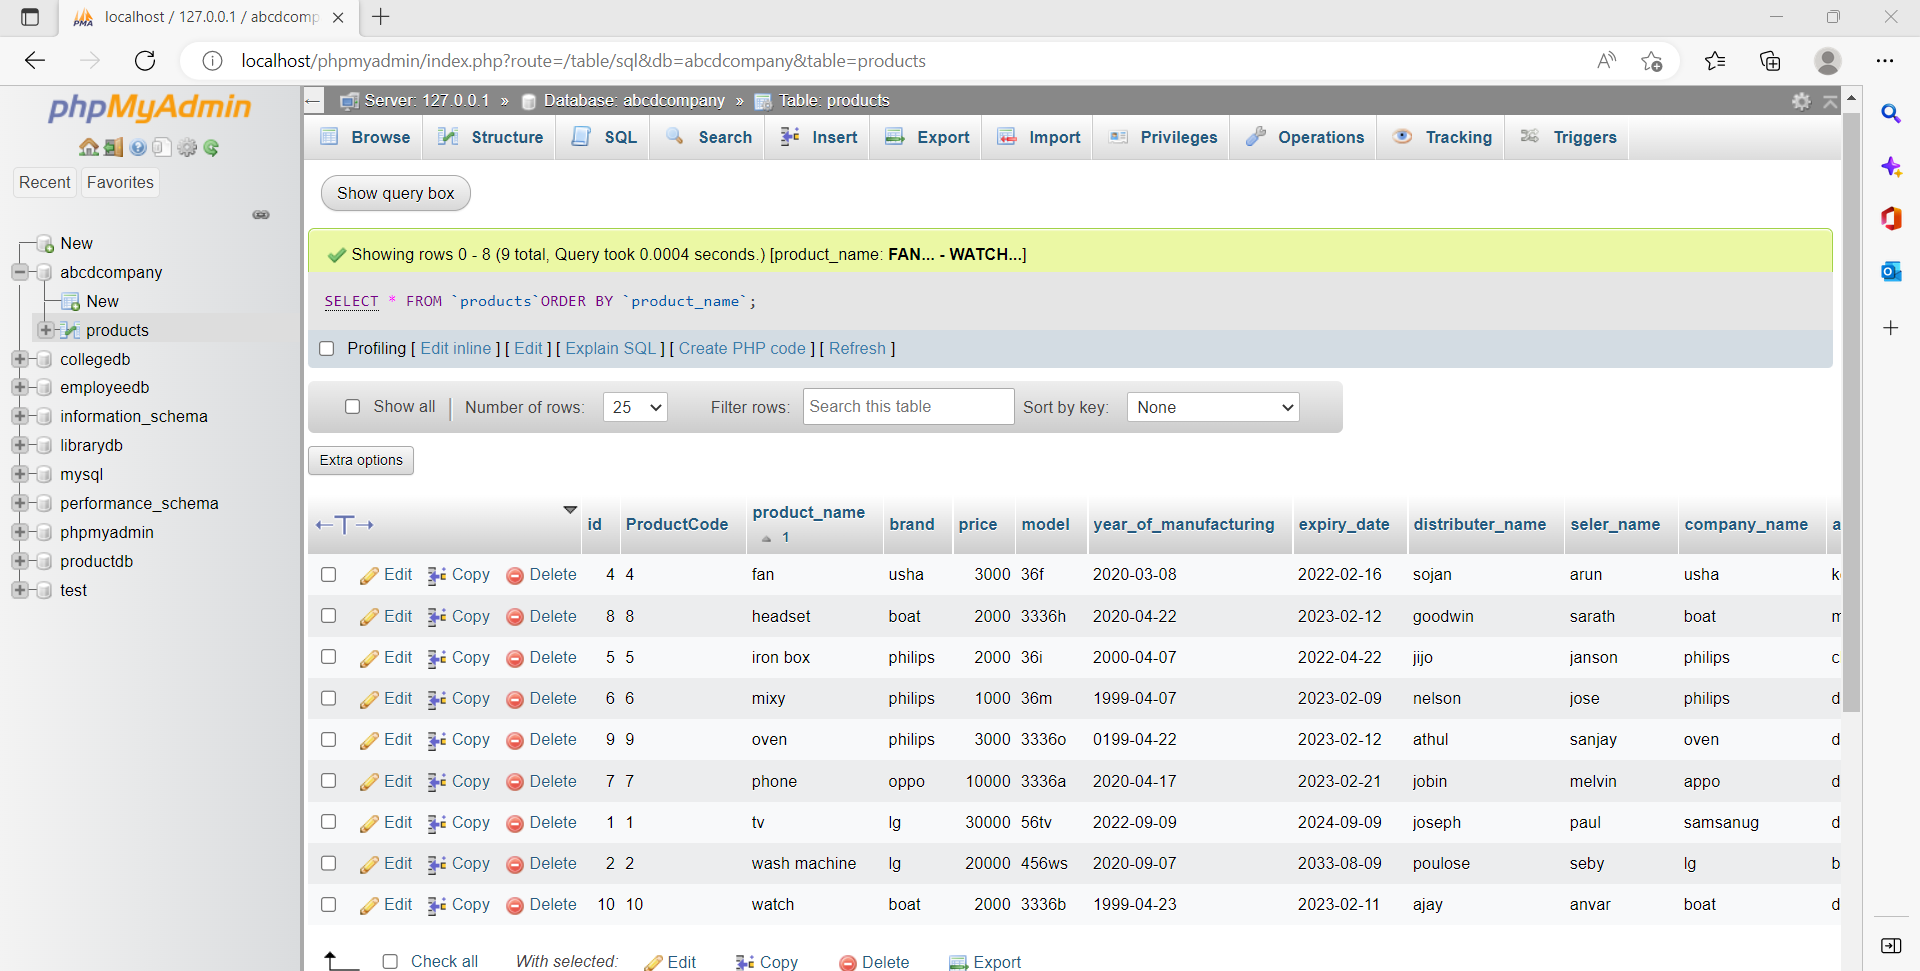 localhost / 127.0.0.1 / abcdcomp
localhost/phpmyadmin/index.php?route=/table/sql&db=abcdcompany&table=products
phpMyAdmin
Recent Favorites
New
abcdcompany
New
products
collegedb
employeedb
information_schema
librarydb
mysql
performance_schema
phpmyadmin
productdb
test
Server: 127.0.0.1 » Database: abcdcompany » Table: products
Browse Structure SQL Search Insert Export Import Privileges Operations Tracking Triggers
Show query box
Showing rows 0 - 8 (9 total, Query took 0.0004 seconds.) [product_name: FAN... - WATCH...]
SELECT * FROM `products`ORDER BY `product_name`;
Profiling [ Edit inline ] [ Edit ] [ Explain SQL ] [ Create PHP code ] [ Refresh ]
Show all Number of rows: 25 Filter rows: Search this table Sort by key: None
Extra options
id ProductCode product_name 1 brand price model year_of_manufacturing expiry_date distributer_name seler_name company_name a
Edit Copy Delete 4 4 fan usha 3000 36f 2020-03-08 2022-02-16 sojan arun usha k
Edit Copy Delete 8 8 headset boat 2000 3336h 2020-04-22 2023-02-12 goodwin sarath boat m
Edit Copy Delete 5 5 iron box philips 2000 36i 2000-04-07 2022-04-22 jijo janson philips c
Edit Copy Delete 6 6 mixy philips 1000 36m 1999-04-07 2023-02-09 nelson jose philips d
Edit Copy Delete 9 9 oven philips 3000 3336o 0199-04-22 2023-02-12 athul sanjay oven d
Edit Copy Delete 7 7 phone oppo 10000 3336a 2020-04-17 2023-02-21 jobin melvin appo d
Edit Copy Delete 1 1 tv lg 30000 56tv 2022-09-09 2024-09-09 joseph paul samsanug d
Edit Copy Delete 2 2 wash machine lg 20000 456ws 2020-09-07 2033-08-09 poulose seby lg b
Edit Copy Delete 10 10 watch boat 2000 3336b 1999-04-23 2023-02-11 ajay anvar boat d
Check all With selected: Edit Copy Delete Export